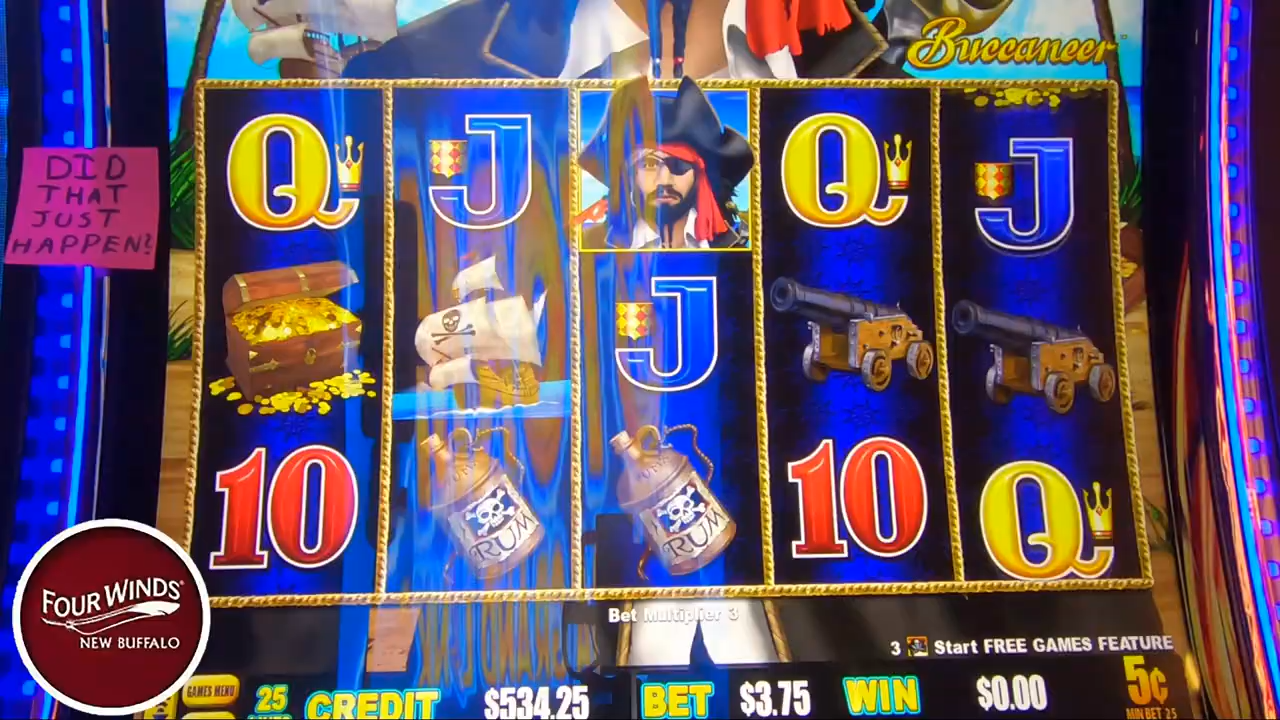 Buccaneer™
DID
THAT
JUST
HAPPEN?
Q J Q J
J
10 RUM RUM 10 Q
Bet Multiplier 3
3 Start FREE GAMES FEATURE
FOUR WINDS®
NEW BUFFALO
GAMES MENU
25
CREDIT $534.25 BET $3.75 WIN $0.00 5¢
MIN BET 25